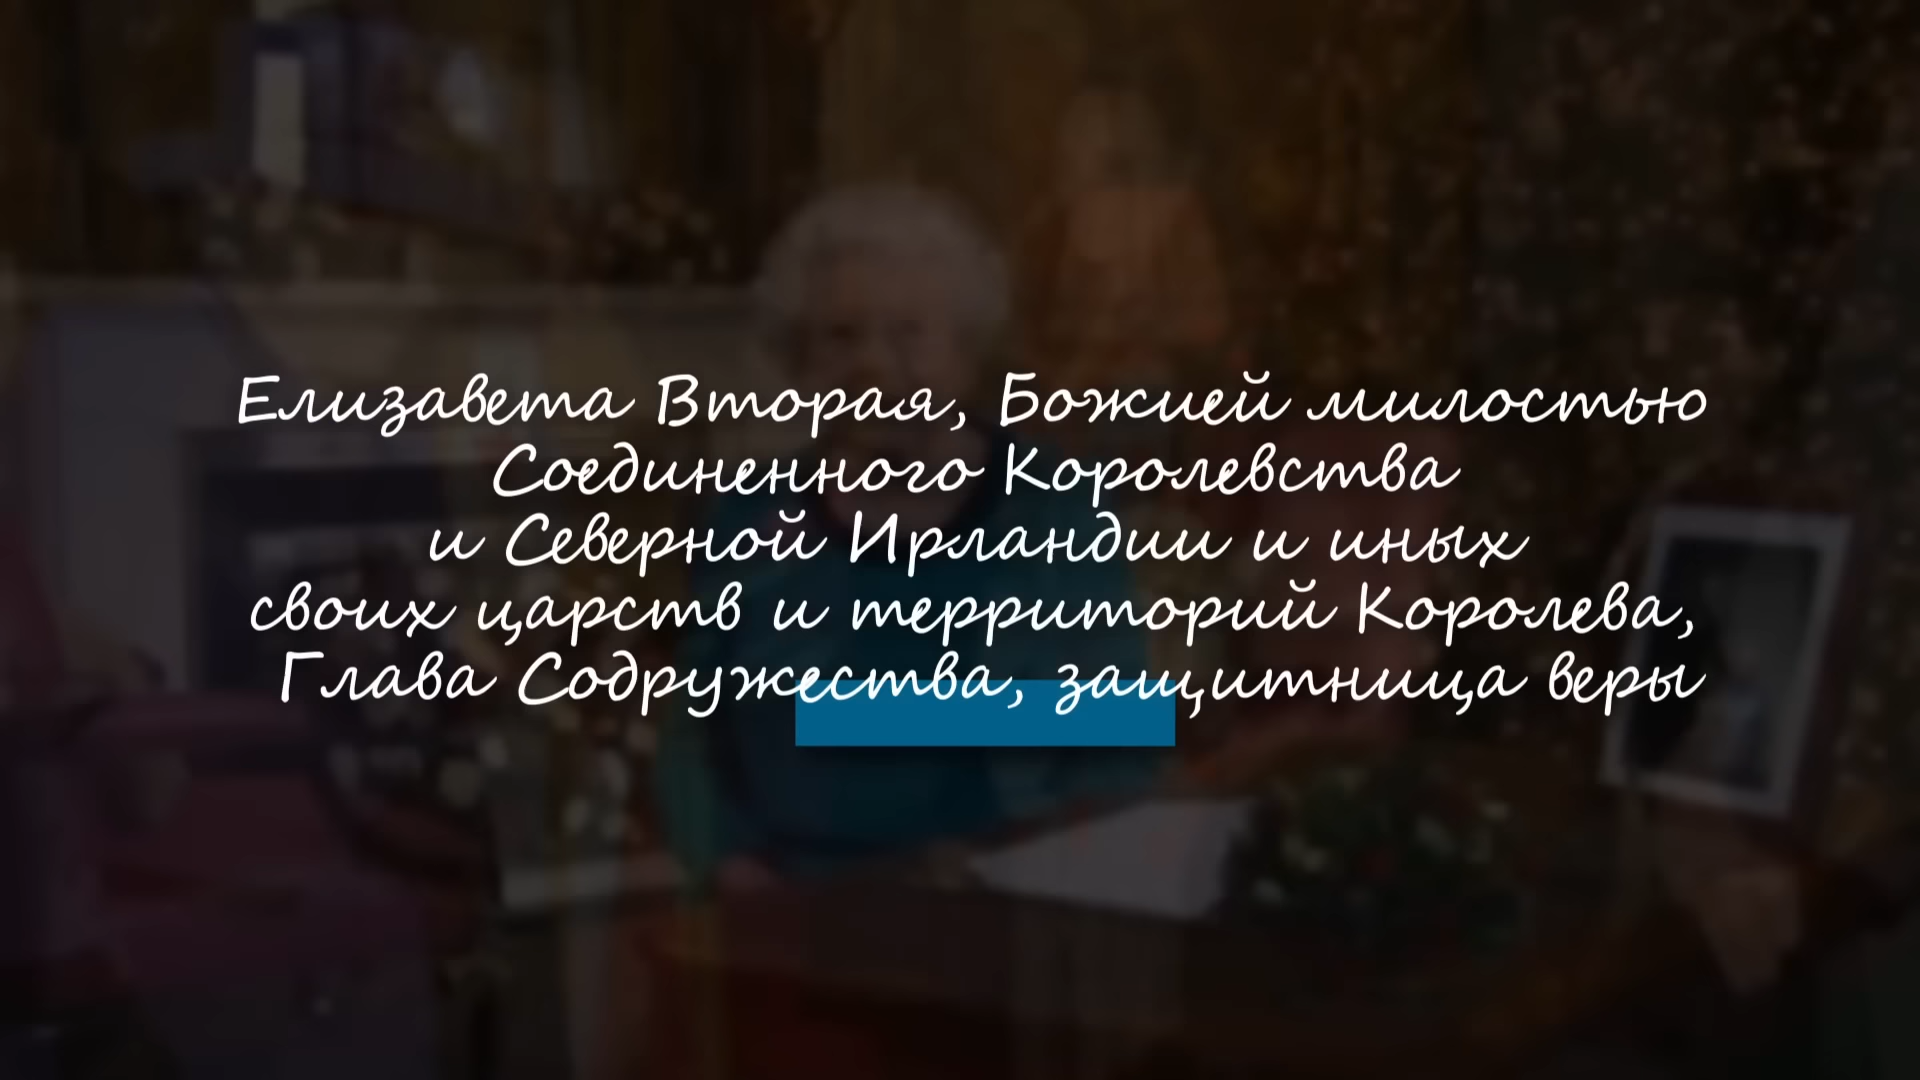 Елизавета Вторая, Божией милостью
Соединенного Королевства
и Северной Ирландии и иных
своих царств и территорий Королева,
Глава Содружества, защитница веры